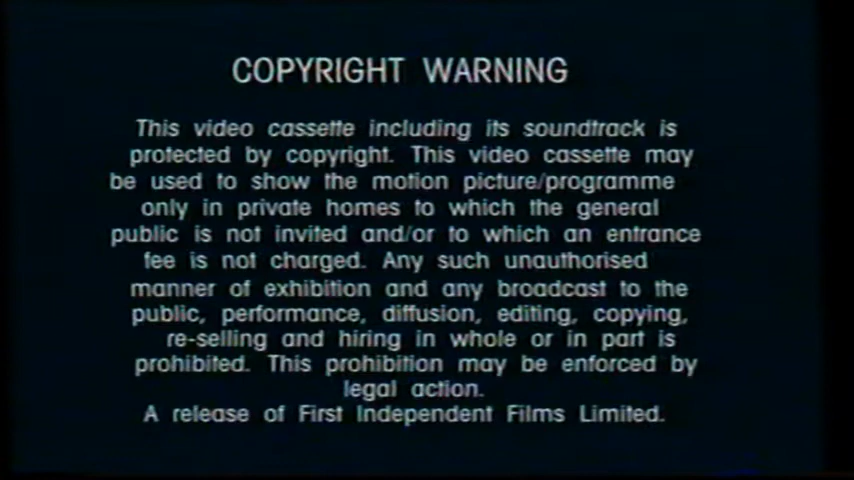 COPYRIGHT WARNING
This video cassette including its soundtrack is
protected by copyright. This video cassette may
be used to show the motion picture/programme
only in private homes to which the general
public is not invited and/or to which an entrance
fee is not charged. Any such unauthorised
manner of exhibition and any broadcast to the
public, performance, diffusion, editing, copying,
re-selling and hiring in whole or in part is
prohibited. This prohibition may be enforced by
legal action.
A release of First Independent Films Limited.